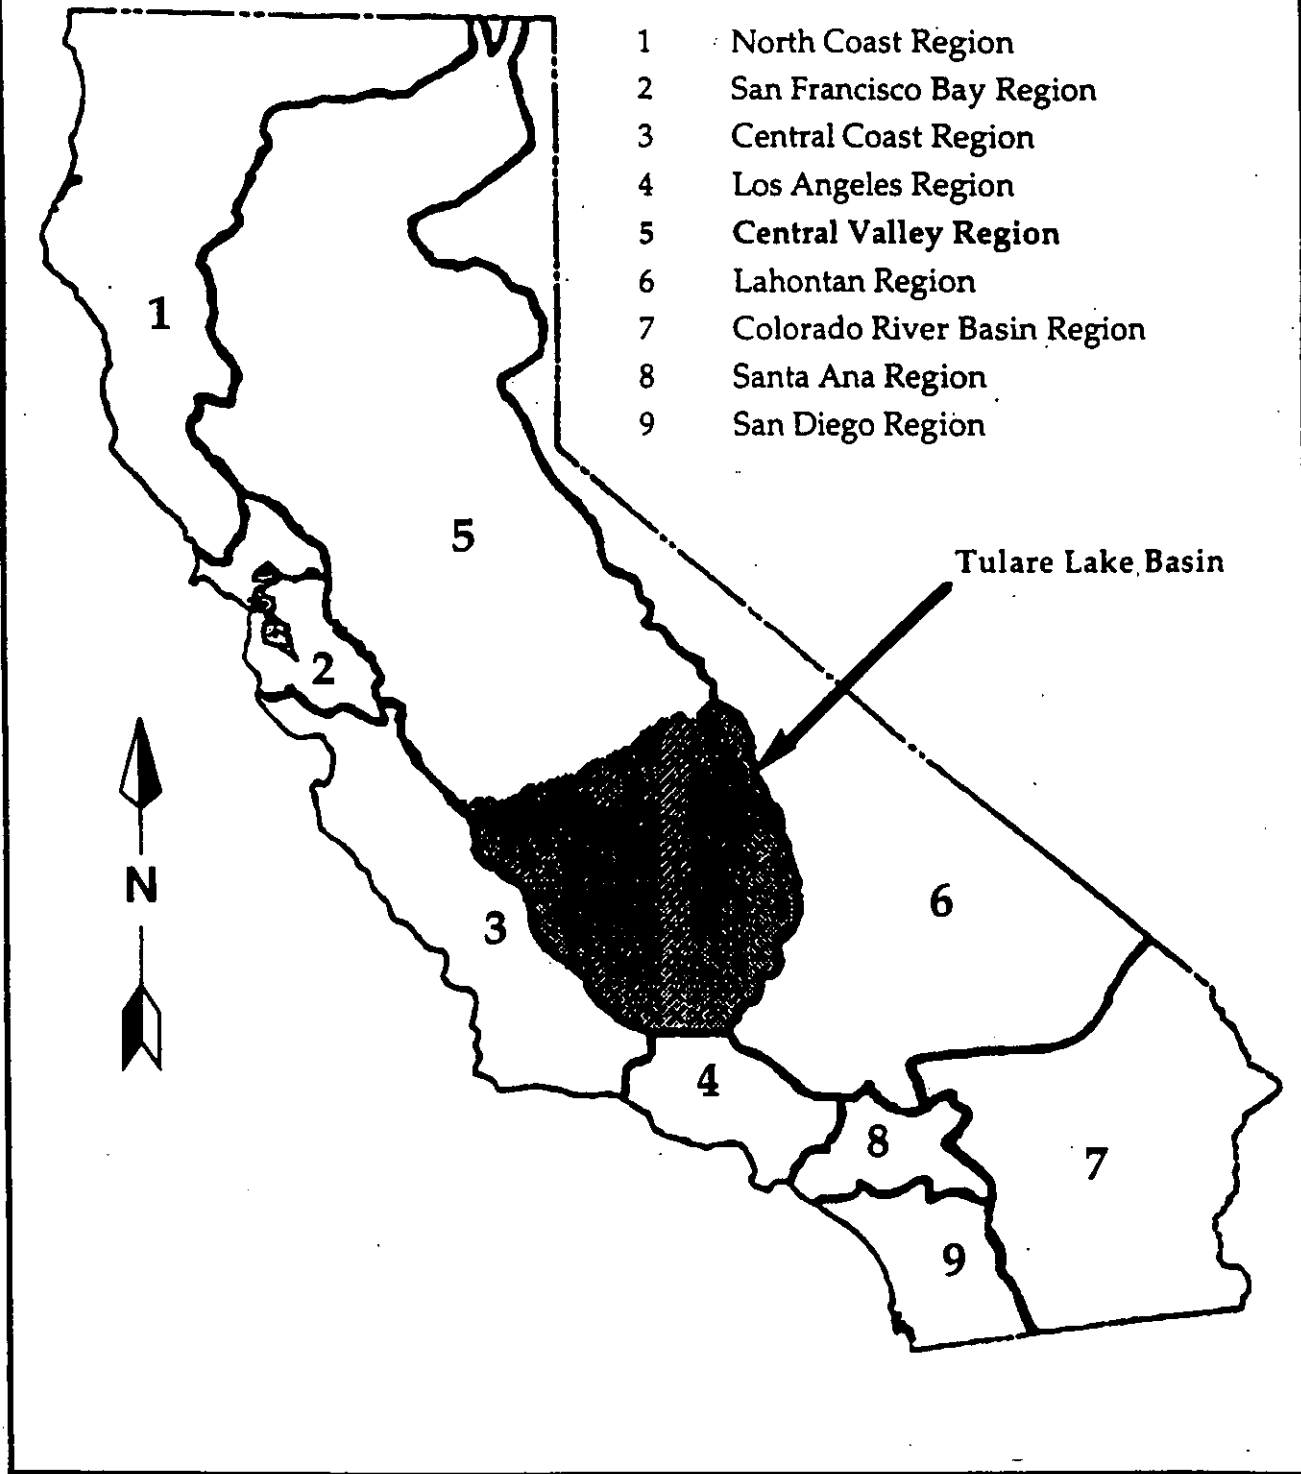 1 North Coast Region
2 San Francisco Bay Region
3 Central Coast Region
4 Los Angeles Region
5 Central Valley Region
6 Lahontan Region
7 Colorado River Basin Region
8 Santa Ana Region
9 San Diego Region
1
5
Tulare Lake Basin
2
N
3
6
4
8
7
9